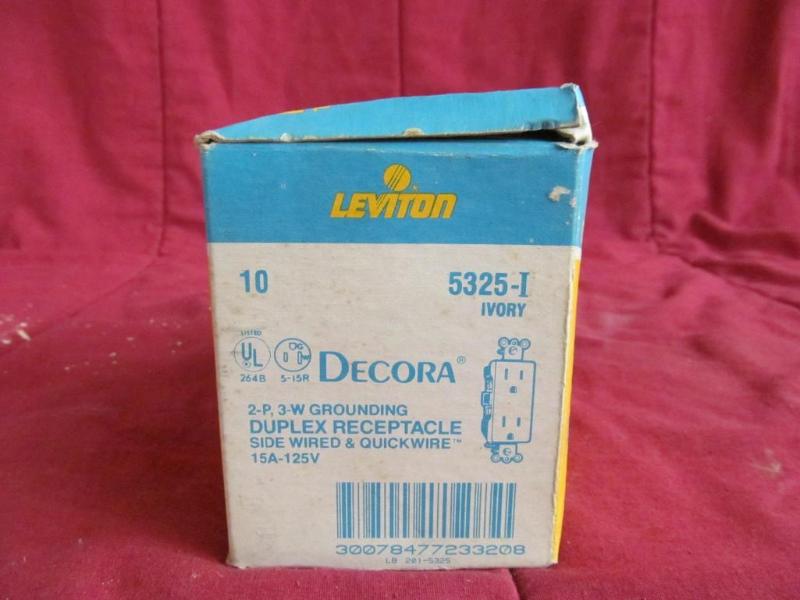 LEVITON
10 5325-I
IVORY
LISTED
UL
264B
G
5-15R
DECORA®
2-P, 3-W GROUNDING
DUPLEX RECEPTACLE
SIDE WIRED & QUICKWIRE™
15A-125V
30078477233208
LB 201-5325